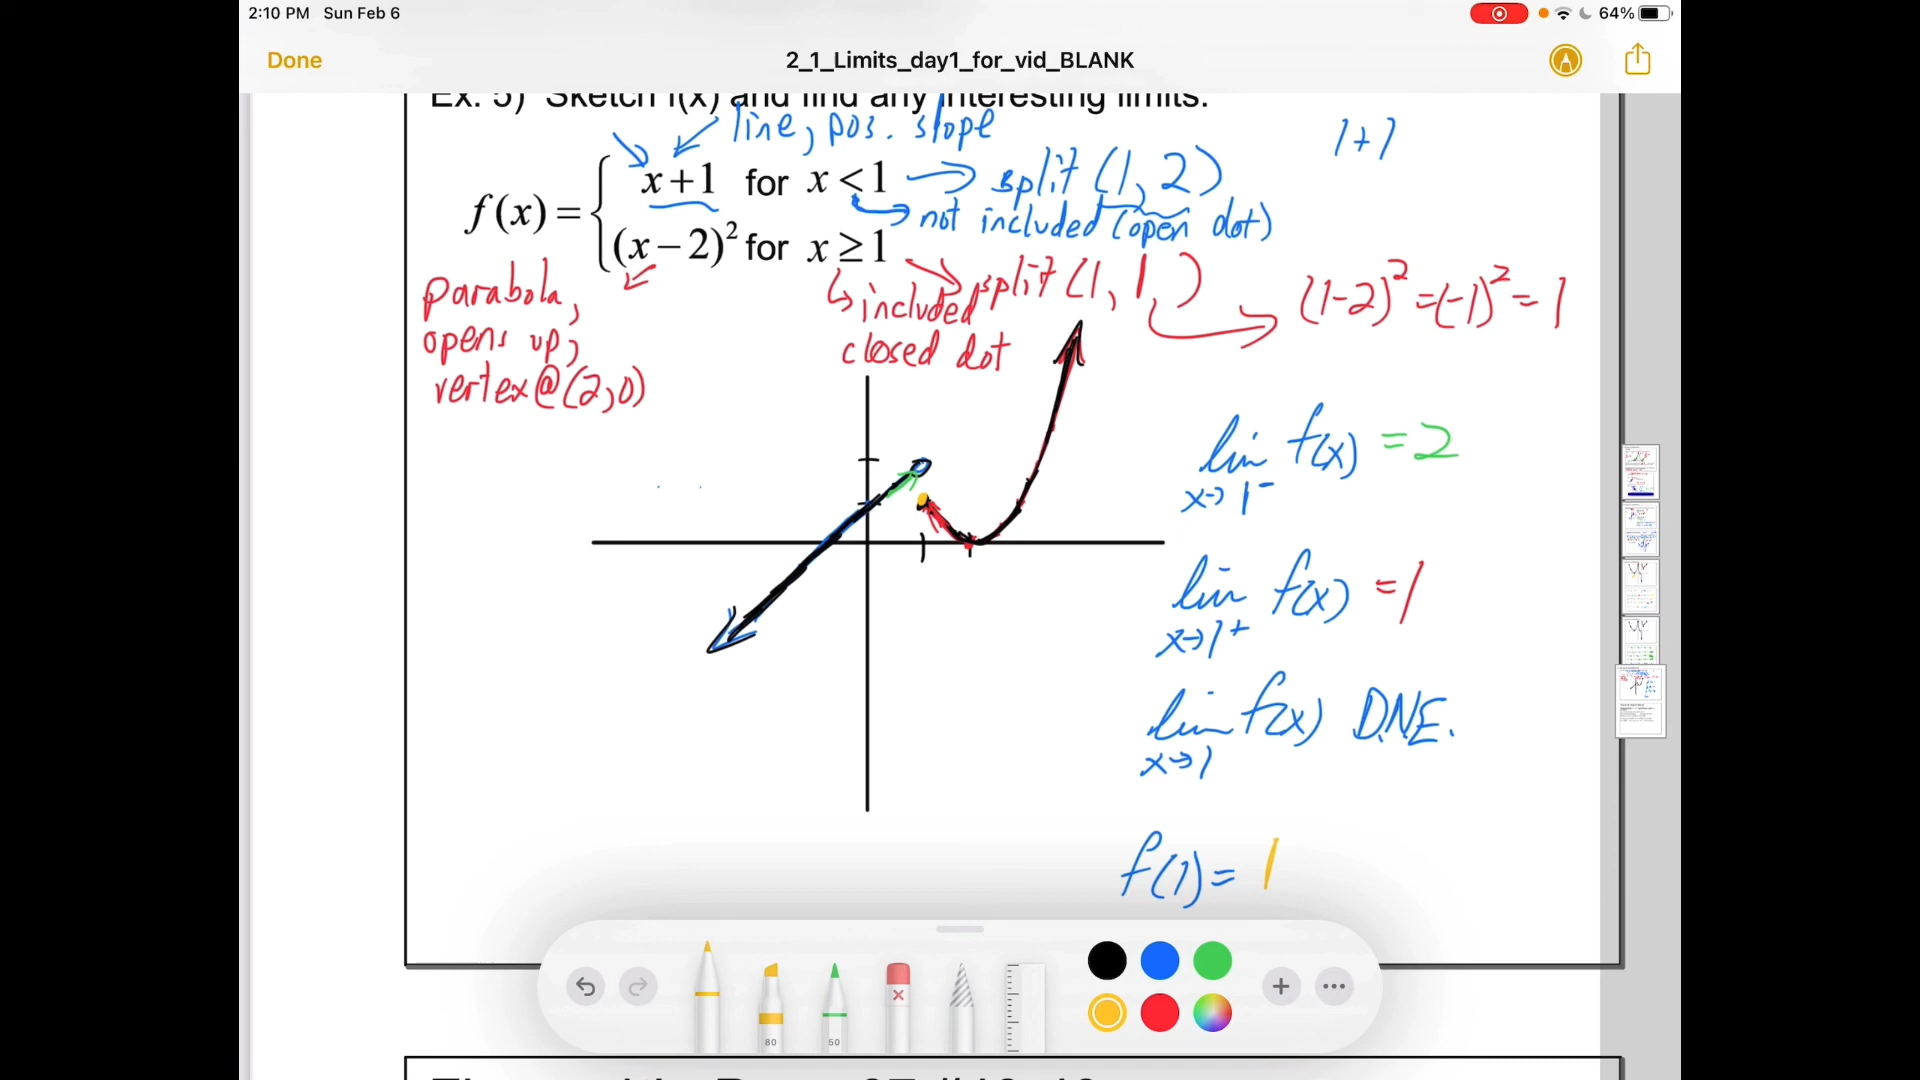 2:10 PM Sun Feb 6 64%
Done 2_1_Limits_day1_for_vid_BLANK
Ex. 5) Sketch f(x) and find any interesting limits.
line, pos. slope
1+1
f(x) = { x+1 for x < 1 → split (1, 2)
not included (open dot)
(x − 2)² for x ≥ 1
parabola,
opens up,
vertex @ (2,0)
included
closed dot
split (1, 1)
(1-2)² = (-1)² = 1
lim f(x) = 2
x→1⁻
lim f(x) = 1
x→1⁺
lim f(x) D.N.E.
x→1
f(1) = 1
80 50